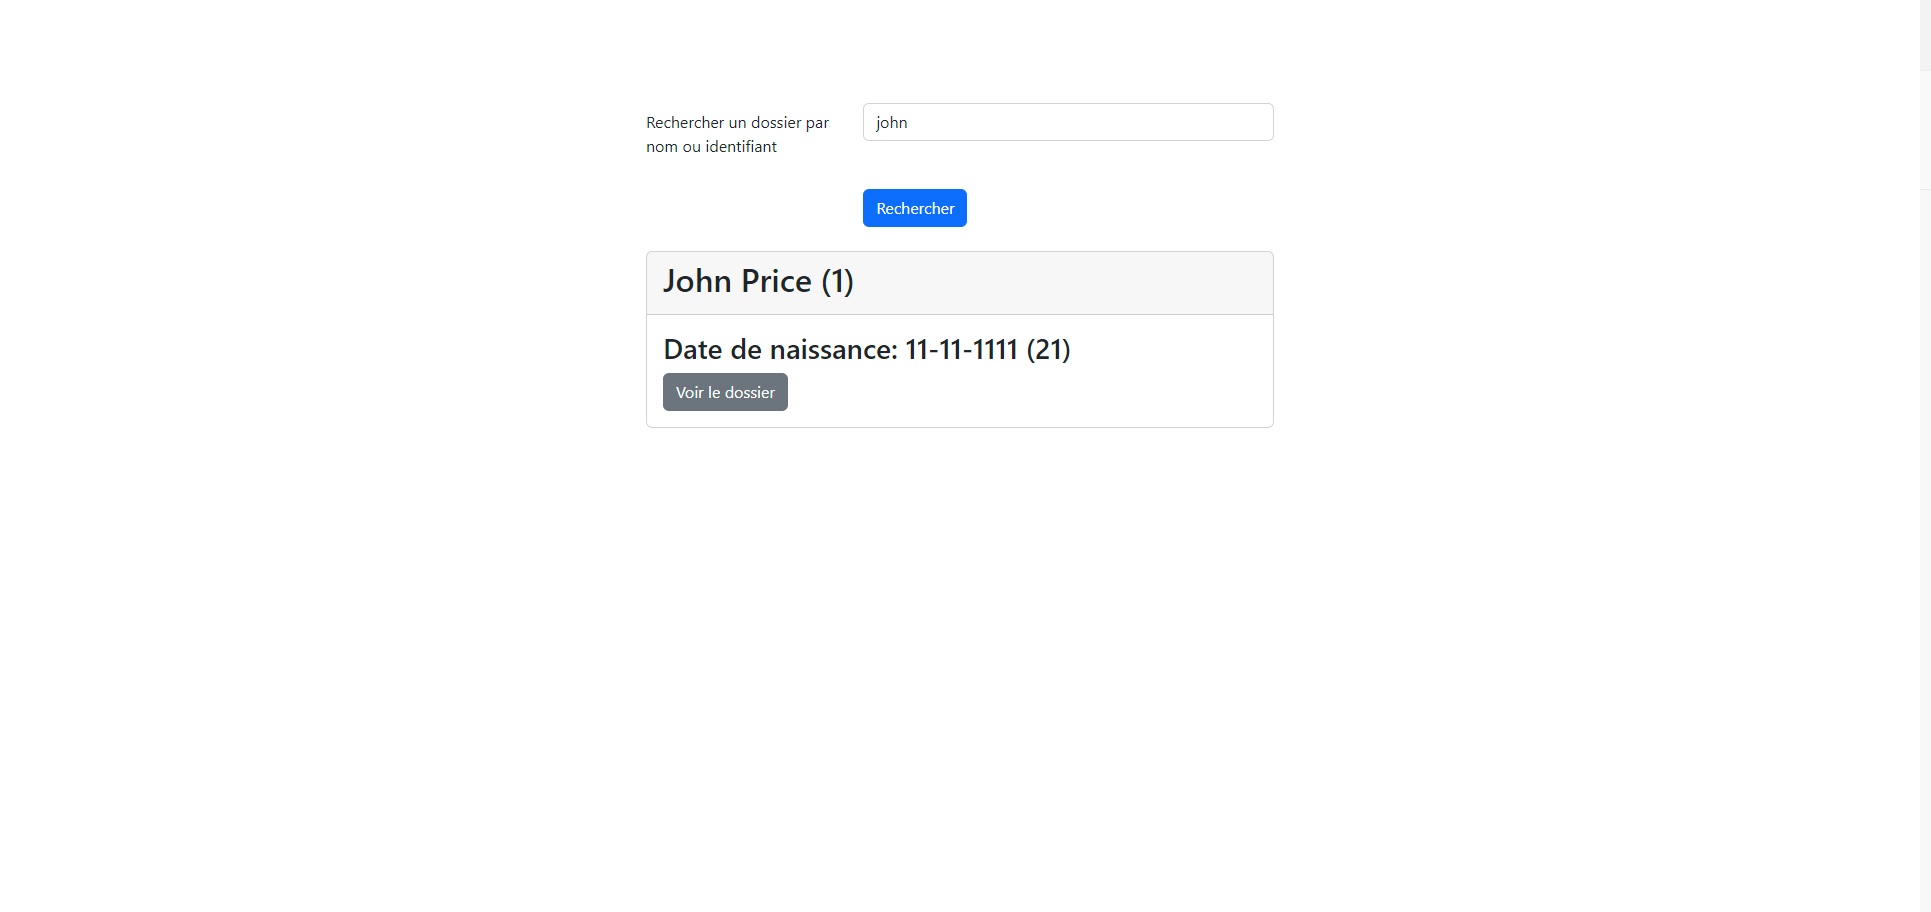 Rechercher un dossier par
nom ou identifiant
john
Rechercher
John Price (1)
Date de naissance: 11-11-1111 (21)
Voir le dossier